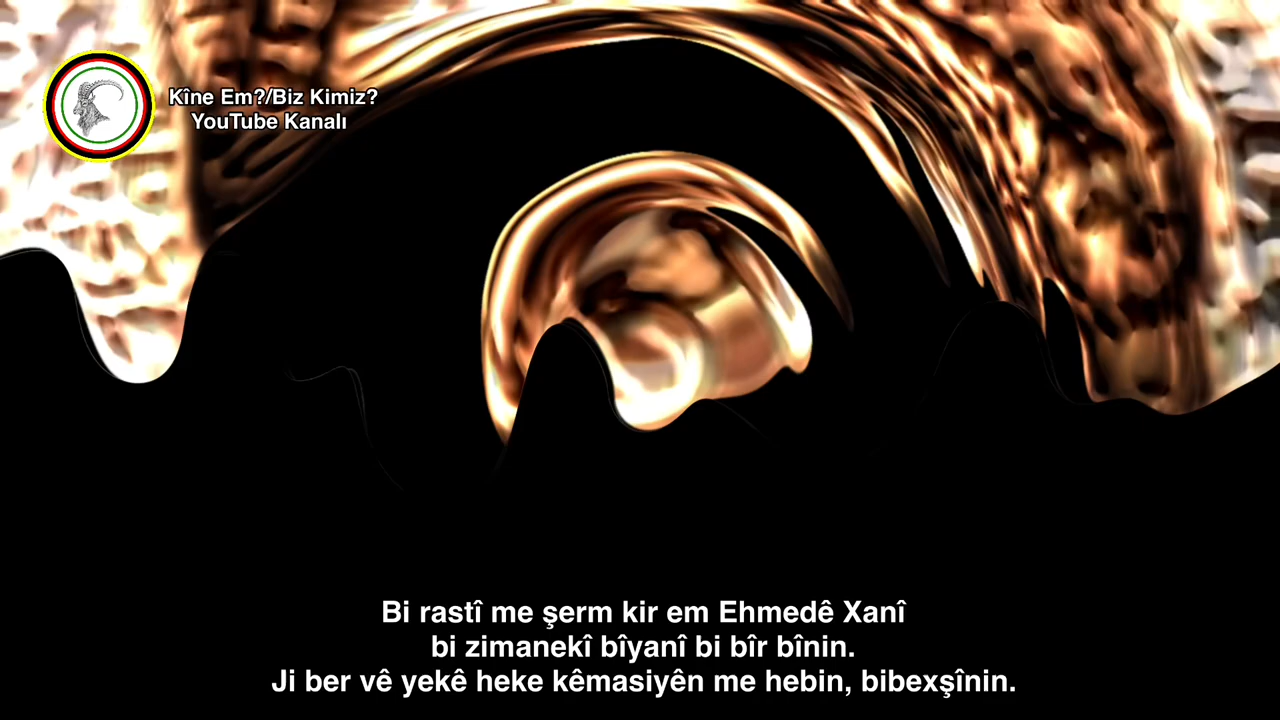 Kîne Em?/Biz Kimiz?
YouTube Kanalı
Bi rastî me şerm kir em Ehmedê Xanî
bi zimanekî bîyanî bi bîr bînin.
Ji ber vê yekê heke kêmasiyên me hebin, bibexşînin.